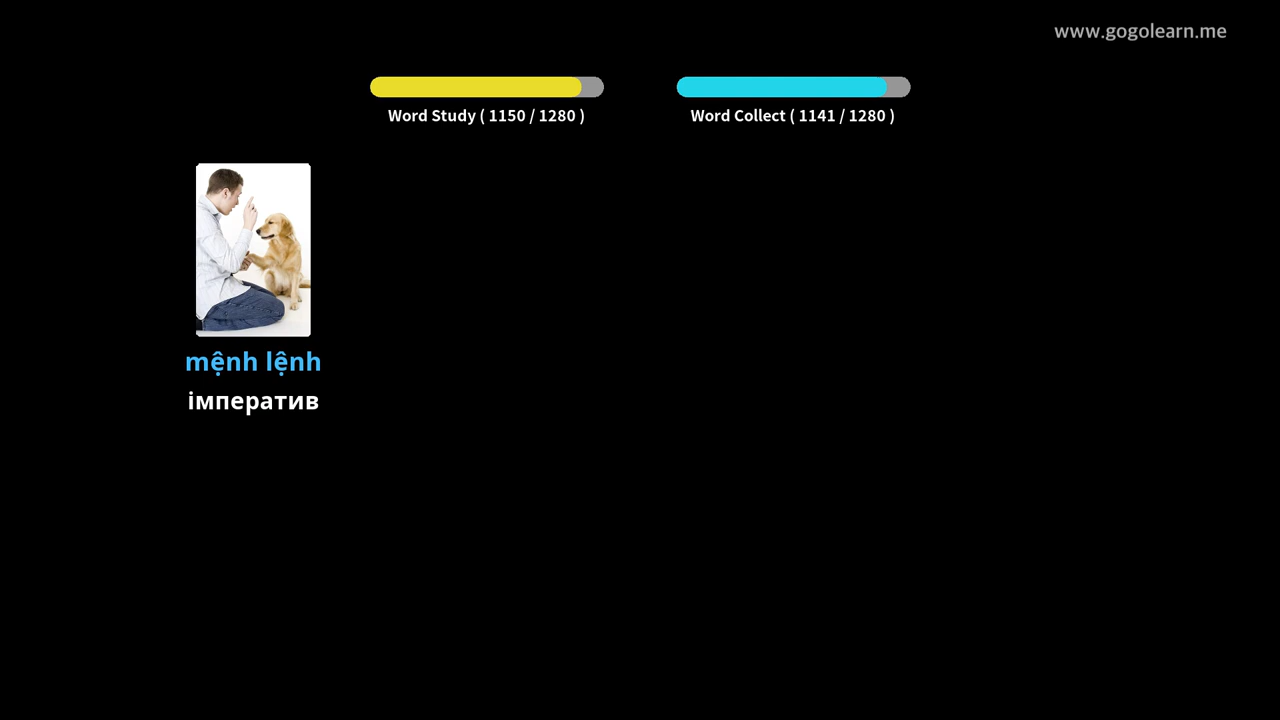 www.gogolearn.me
Word Study ( 1150 / 1280 )
Word Collect ( 1141 / 1280 )
mệnh lệnh
імператив